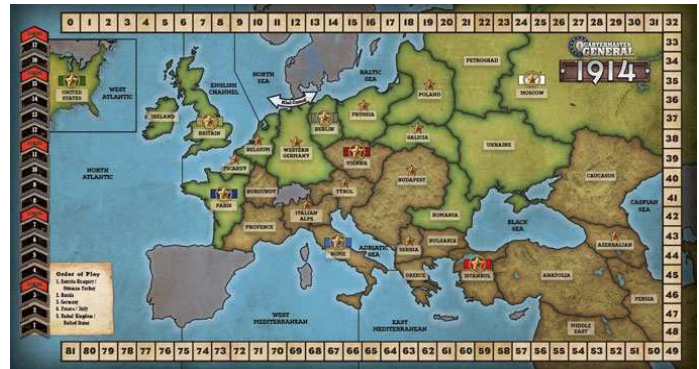 0 1 2 3 4 5 6 7 8 9 10 11 12 13 14 15 16 17 18 19 20 21 22 23 24 25 26 27 28 29 30 31 32
33
34
35
36
37
38
39
40
41
42
43
44
45
46
47
48
81 80 79 78 77 76 75 74 73 72 71 70 69 68 67 66 65 64 63 62 61 60 59 58 57 56 55 54 53 52 51 50 49
QUARTERMASTER
GENERAL
1914
UNITED
STATES
WEST
ATLANTIC
NORTH
ATLANTIC
ENGLISH
CHANNEL
NORTH
SEA
BALTIC
SEA
Kiel Canal
IRELAND
BRITAIN
BELGIUM
PICARDY
PARIS
BURGUNDY
PROVENCE
WESTERN
GERMANY
BERLIN
PRUSSIA
POLAND
PETROGRAD
MOSCOW
GALICIA
UKRAINE
VIENNA
TYROL
BUDAPEST
ITALIAN
ALPS
ROME
ADRIATIC
SEA
SERBIA
ROMANIA
BULGARIA
GREECE
ISTANBUL
BLACK
SEA
CAUCASUS
CASPIAN
SEA
AZERBAIJAN
ANATOLIA
PERSIA
MIDDLE
EAST
WEST
MEDITERRANEAN
EAST
MEDITERRANEAN
Order of Play
1. Austria-Hungary /
Ottoman Turkey
2. Russia
3. Germany
4. France / Italy
5. United Kingdom /
United States